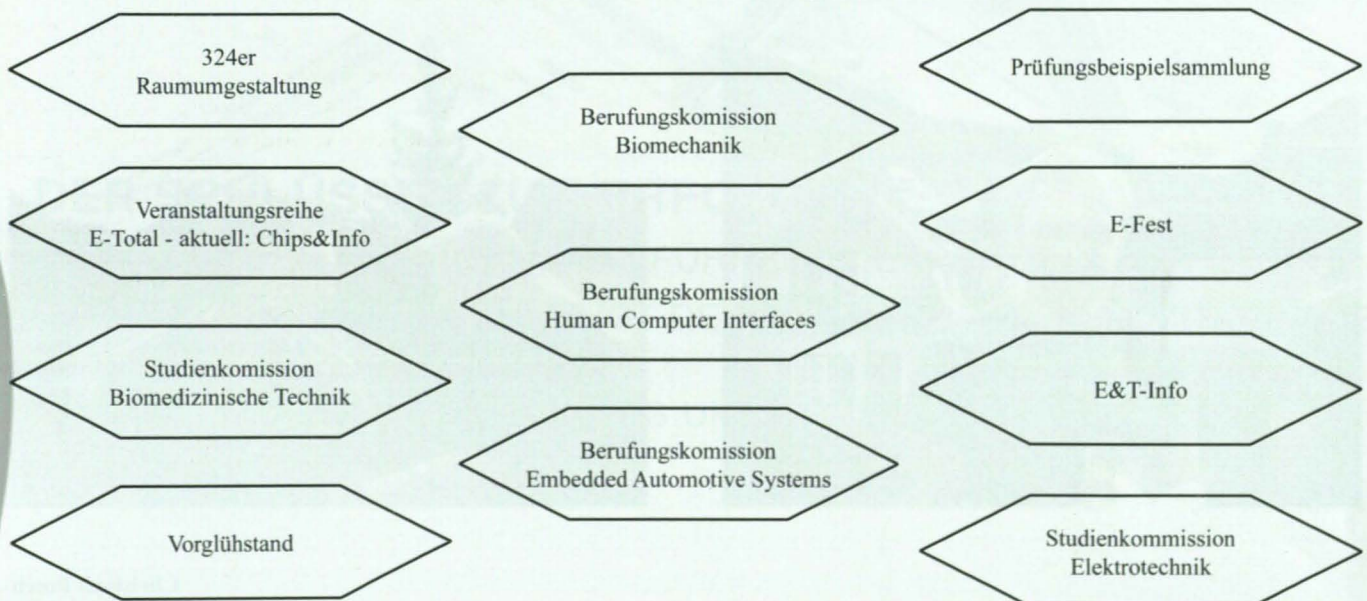 324er
Raumumgestaltung
Veranstaltungsreihe
E-Total - aktuell: Chips&Info
Studienkomission
Biomedizinische Technik
Vorglühstand
Berufungskomission
Biomechanik
Berufungskomission
Human Computer Interfaces
Berufungskomission
Embedded Automotive Systems
Prüfungsbeispielsammlung
E-Fest
E&T-Info
Studienkommission
Elektrotechnik